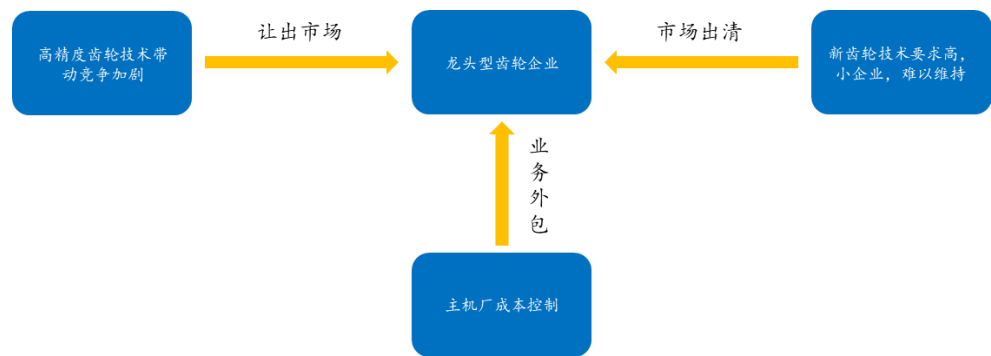 让出市场
市场出清
高精度齿轮技术带
动竞争加剧
龙头型齿轮企业
新齿轮技术要求高，
小企业，难以维持
业
务
外
包
主机厂成本控制